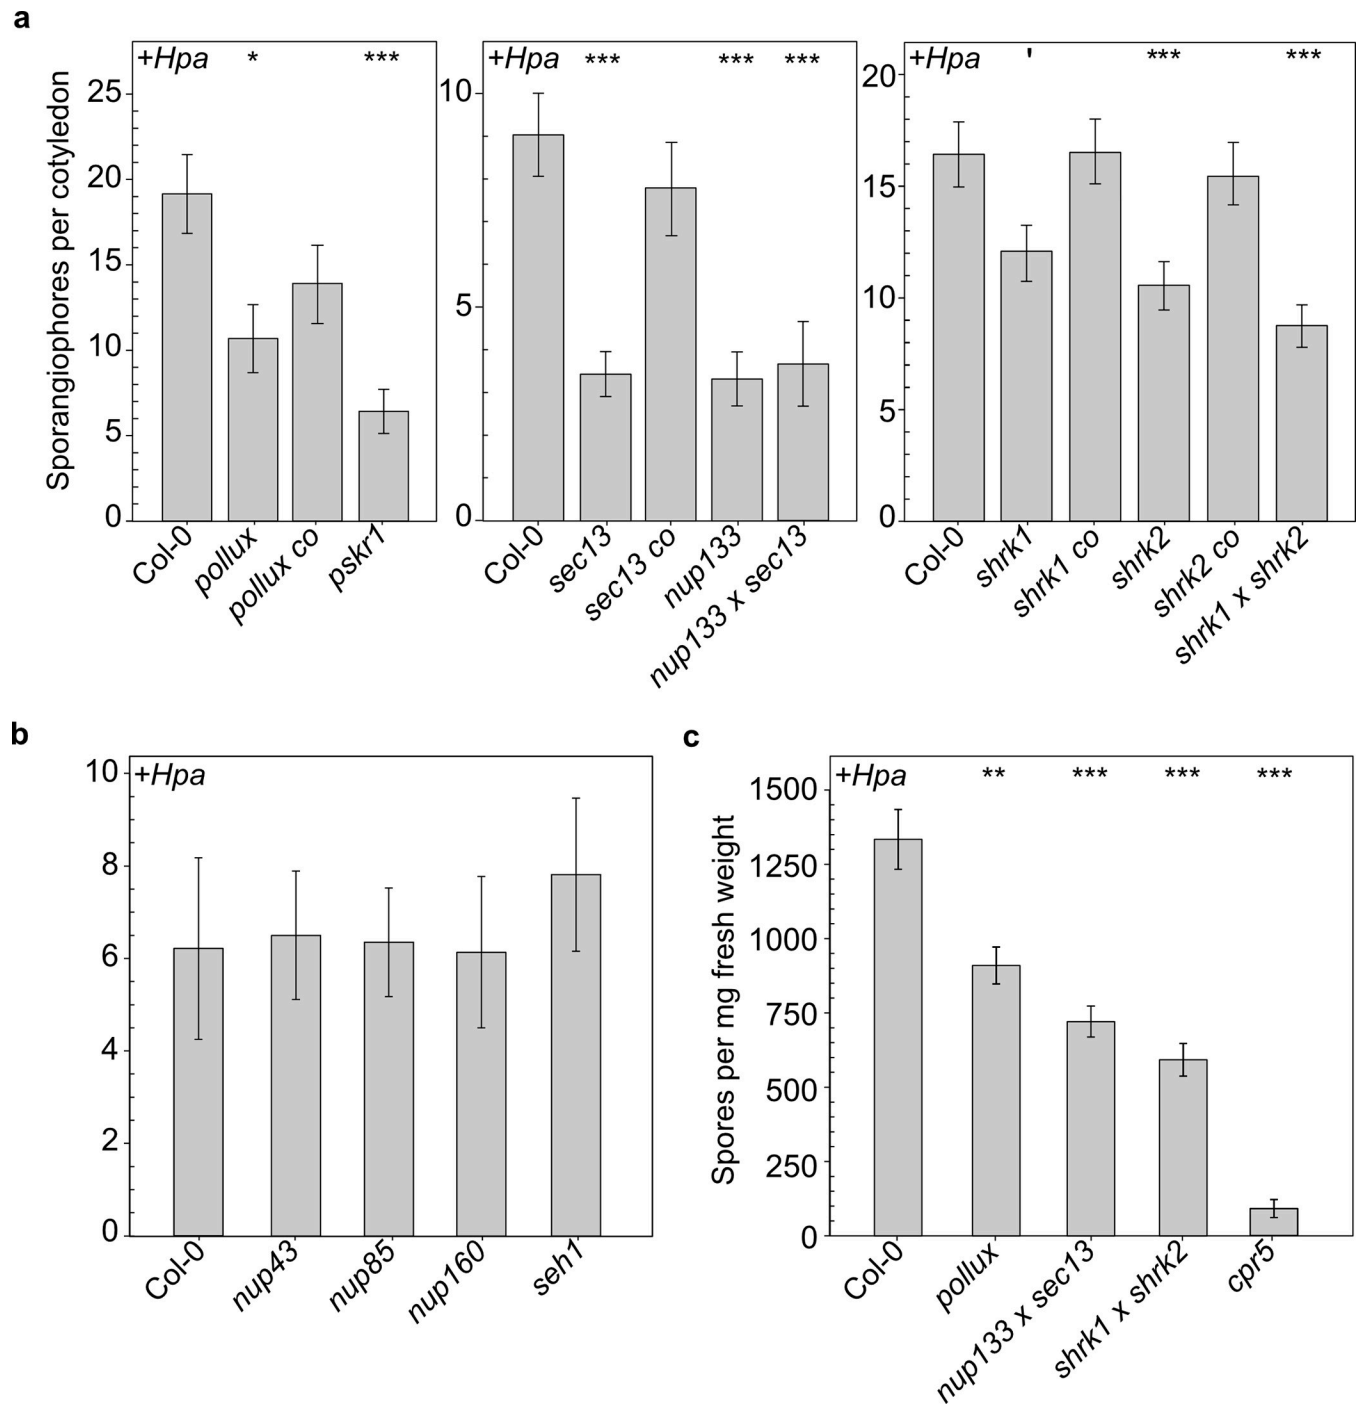 a
Sporangiophores per cotyledon
+Hpa * ***
25
20
15
10
5
0
Col-0
pollux
pollux co
pskr1
+Hpa *** *** ***
10
5
0
Col-0
sec13
sec13 co
nup133
nup133 x sec13
+Hpa ' *** ***
20
15
10
5
0
Col-0
shrk1
shrk1 co
shrk2
shrk2 co
shrk1 x shrk2
b
+Hpa
10
8
6
4
2
0
Col-0
nup43
nup85
nup160
seh1
c
Spores per mg fresh weight
+Hpa ** *** *** ***
1500
1250
1000
750
500
250
0
Col-0
pollux
nup133 x sec13
shrk1 x shrk2
cpr5